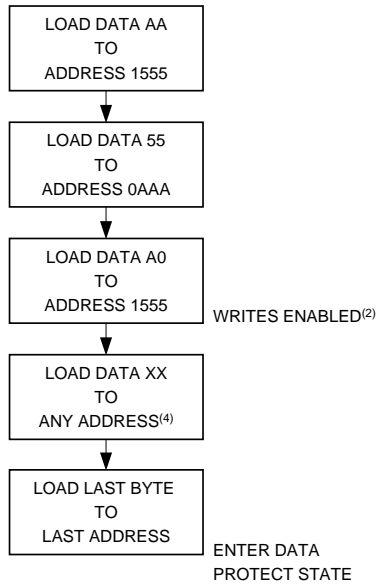 LOAD DATA AA
TO
ADDRESS 1555
LOAD DATA 55
TO
ADDRESS 0AAA
LOAD DATA A0
TO
ADDRESS 1555
WRITES ENABLED(2)
LOAD DATA XX
TO
ANY ADDRESS(4)
LOAD LAST BYTE
TO
LAST ADDRESS
ENTER DATA
PROTECT STATE